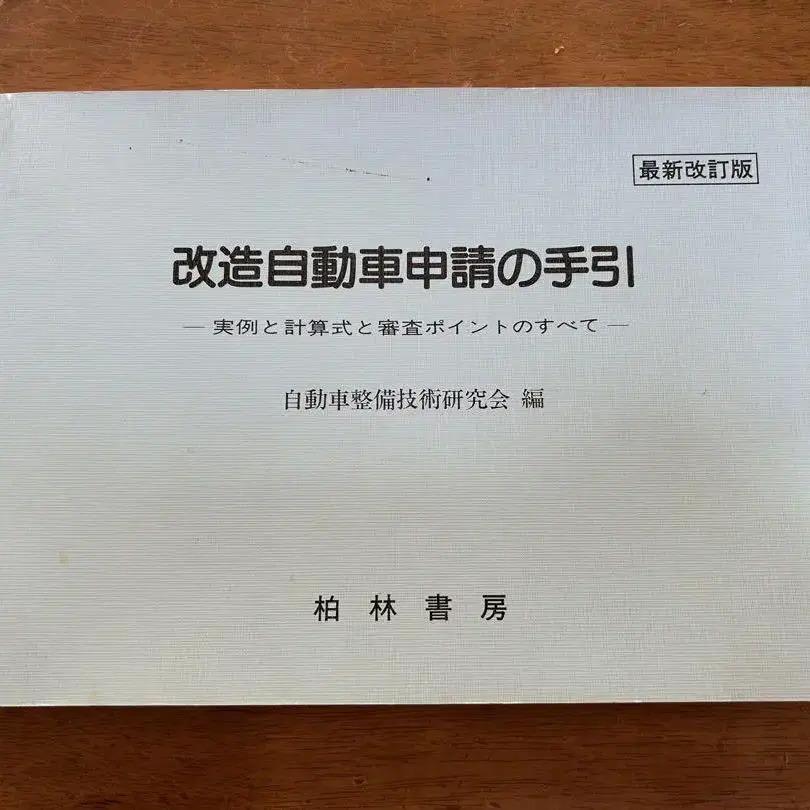 最新改訂版
改造自動車申請の手引
― 実例と計算式と審査ポイントのすべて ―
自動車整備技術研究会 編
柏林書房